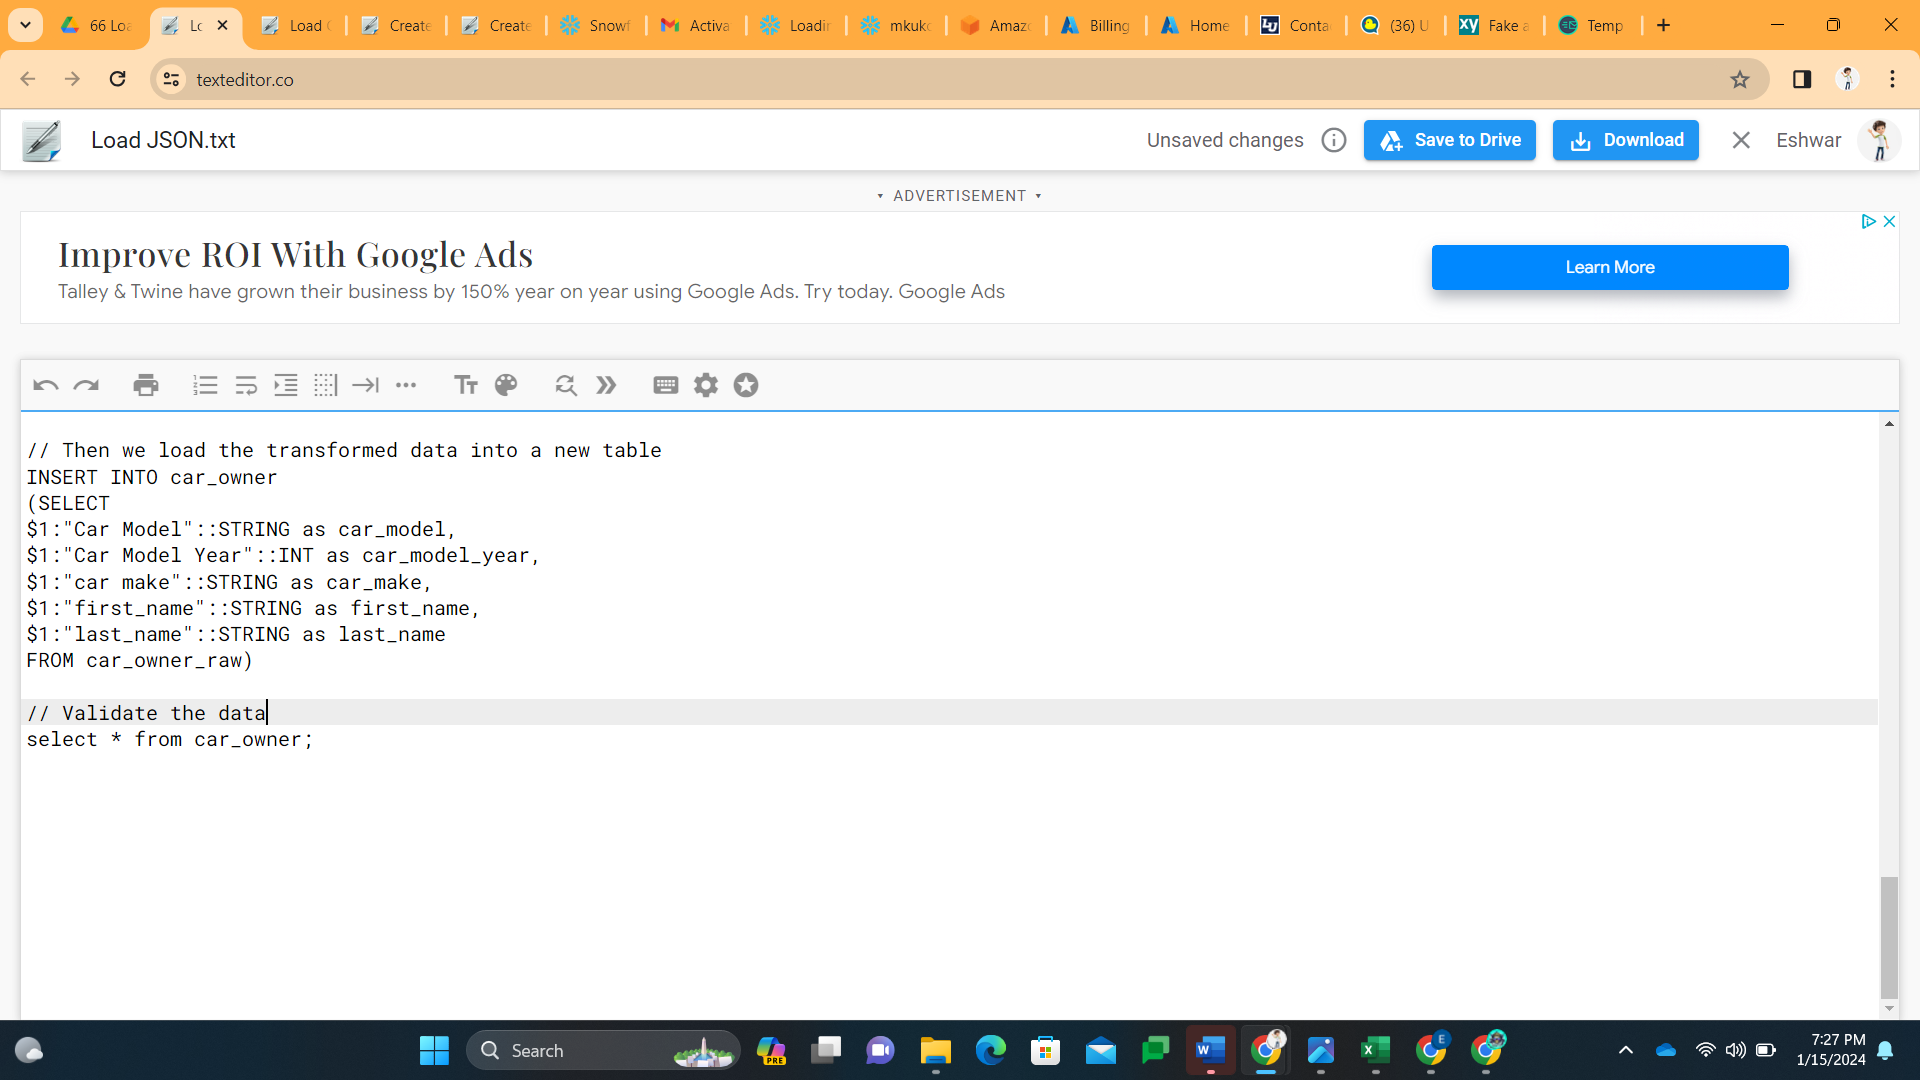 66 Loa
Lo
Load
Create
Create
Snowf
Activa
Loadin
mkuk
Amaz
Billing
Home
Conta
(36) U
Fake a
Temp
texteditor.co
Load JSON.txt
Unsaved changes
Save to Drive
Download
Eshwar
ADVERTISEMENT
Improve ROI With Google Ads
Talley & Twine have grown their business by 150% year on year using Google Ads. Try today. Google Ads
Learn More
// Then we load the transformed data into a new table
INSERT INTO car_owner
(SELECT
$1:"Car Model"::STRING as car_model,
$1:"Car Model Year"::INT as car_model_year,
$1:"car make"::STRING as car_make,
$1:"first_name"::STRING as first_name,
$1:"last_name"::STRING as last_name
FROM car_owner_raw)
// Validate the data
select * from car_owner;
Search
PRE
7:27 PM
1/15/2024